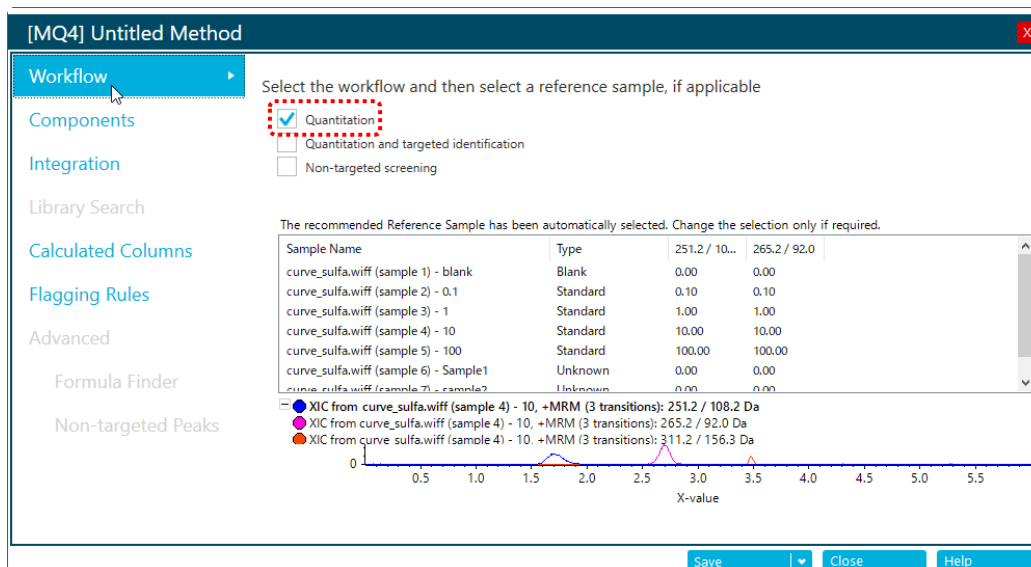 [MQ4] Untitled Method
X
Workflow
Components
Integration
Library Search
Calculated Columns
Flagging Rules
Advanced
Formula Finder
Non-targeted Peaks
Select the workflow and then select a reference sample, if applicable
Quantitation
Quantitation and targeted identification
Non-targeted screening
The recommended Reference Sample has been automatically selected. Change the selection only if required.
Sample Name Type 251.2 / 10... 265.2 / 92.0
curve_sulfa.wiff (sample 1) - blank Blank 0.00 0.00
curve_sulfa.wiff (sample 2) - 0.1 Standard 0.10 0.10
curve_sulfa.wiff (sample 3) - 1 Standard 1.00 1.00
curve_sulfa.wiff (sample 4) - 10 Standard 10.00 10.00
curve_sulfa.wiff (sample 5) - 100 Standard 100.00 100.00
curve_sulfa.wiff (sample 6) - Sample1 Unknown 0.00 0.00
curve_sulfa.wiff (sample 7) - sample2 Unknown 0.00 0.00
XIC from curve_sulfa.wiff (sample 4) - 10, +MRM (3 transitions): 251.2 / 108.2 Da
XIC from curve_sulfa.wiff (sample 4) - 10, +MRM (3 transitions): 265.2 / 92.0 Da
XIC from curve_sulfa.wiff (sample 4) - 10, +MRM (3 transitions): 311.2 / 156.3 Da
0
0.5 1.0 1.5 2.0 2.5 3.0 3.5 4.0 4.5 5.0 5.5
X-value
Save Close Help